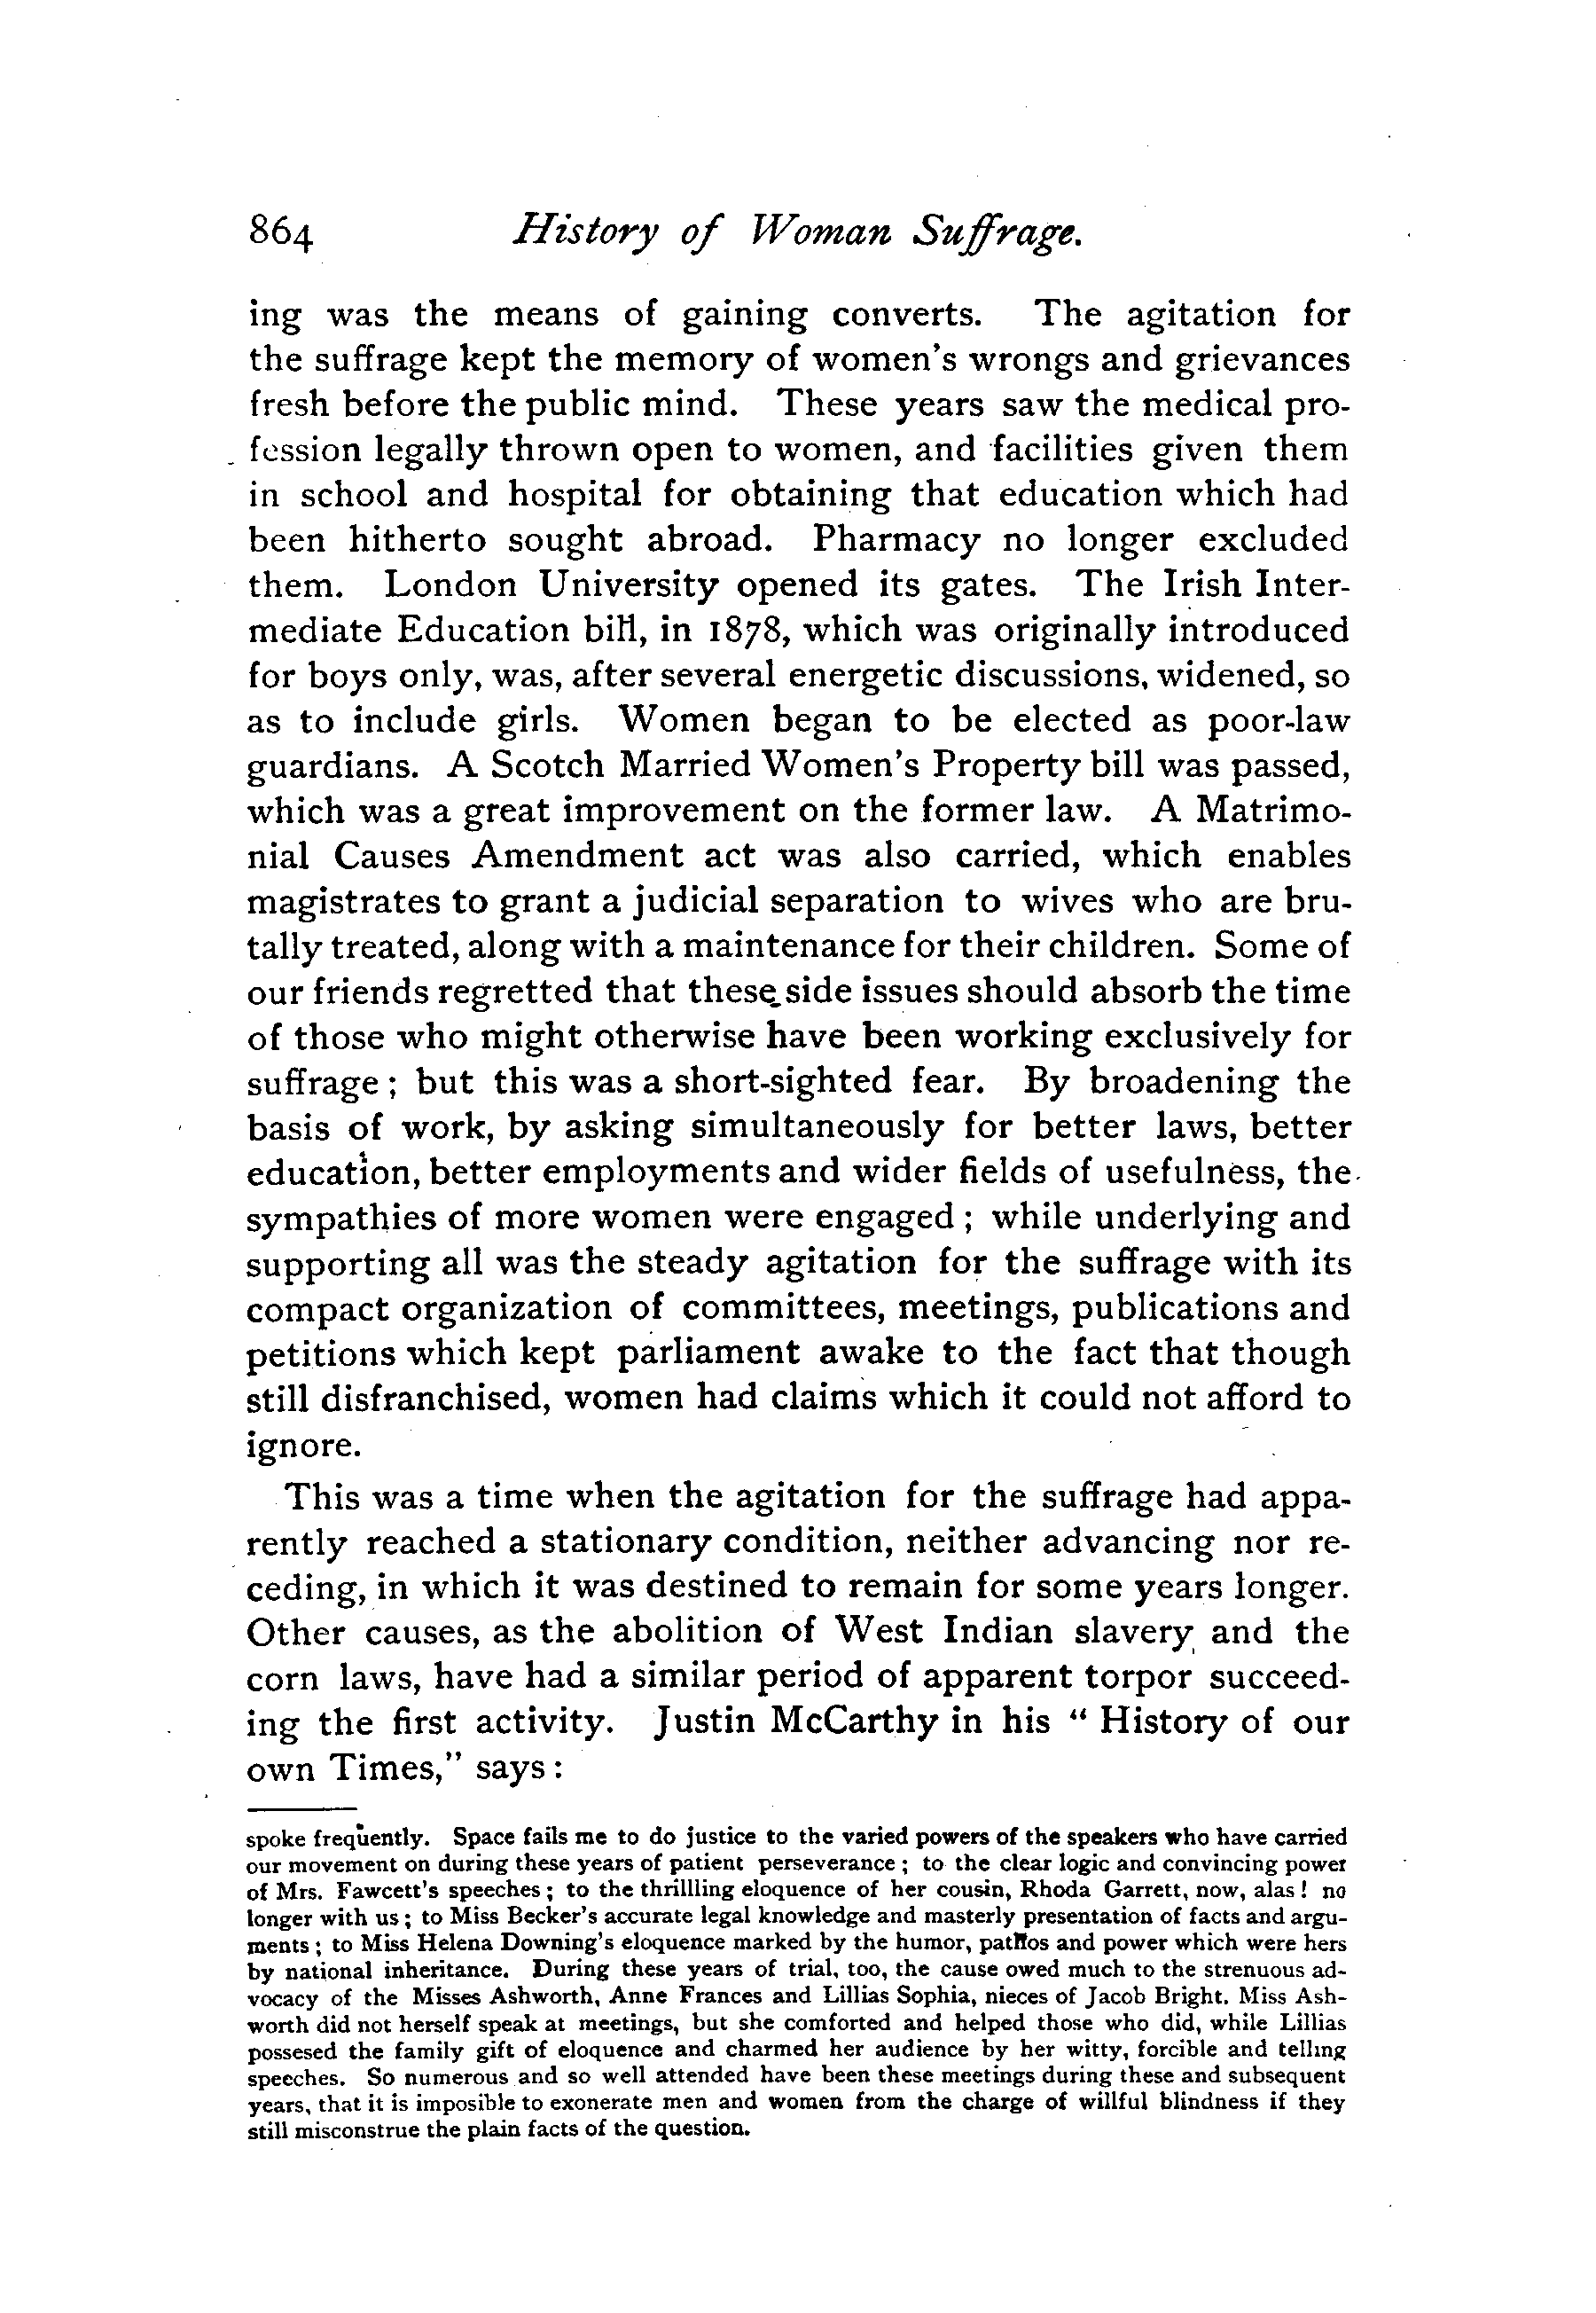 864 History of Woman Suffrage.
ing was the means of gaining converts. The agitation for
the suffrage kept the memory of women's wrongs and grievances
fresh before the public mind. These years saw the medical pro-
fession legally thrown open to women, and facilities given them
in school and hospital for obtaining that education which had
been hitherto sought abroad. Pharmacy no longer excluded
them. London University opened its gates. The Irish Inter-
mediate Education bill, in 1878, which was originally introduced
for boys only, was, after several energetic discussions, widened, so
as to include girls. Women began to be elected as poor-law
guardians. A Scotch Married Women's Property bill was passed,
which was a great improvement on the former law. A Matrimo-
nial Causes Amendment act was also carried, which enables
magistrates to grant a judicial separation to wives who are bru-
tally treated, along with a maintenance for their children. Some of
our friends regretted that these side issues should absorb the time
of those who might otherwise have been working exclusively for
suffrage; but this was a short-sighted fear. By broadening the
basis of work, by asking simultaneously for better laws, better
education, better employments and wider fields of usefulness, the
sympathies of more women were engaged; while underlying and
supporting all was the steady agitation for the suffrage with its
compact organization of committees, meetings, publications and
petitions which kept parliament awake to the fact that though
still disfranchised, women had claims which it could not afford to
ignore.
This was a time when the agitation for the suffrage had appa-
rently reached a stationary condition, neither advancing nor re-
ceding, in which it was destined to remain for some years longer.
Other causes, as the abolition of West Indian slavery and the
corn laws, have had a similar period of apparent torpor succeed-
ing the first activity. Justin McCarthy in his "History of our
own Times," says:
spoke frequently. Space fails me to do justice to the varied powers of the speakers who have carried
our movement on during these years of patient perseverance; to the clear logic and convincing power
of Mrs. Fawcett's speeches; to the thrillling eloquence of her cousin, Rhoda Garrett, now, alas! no
longer with us; to Miss Becker's accurate legal knowledge and masterly presentation of facts and argu-
ments; to Miss Helena Downing's eloquence marked by the humor, pathos and power which were hers
by national inheritance. During these years of trial, too, the cause owed much to the strenuous ad-
vocacy of the Misses Ashworth, Anne Frances and Lillias Sophia, nieces of Jacob Bright. Miss Ash-
worth did not herself speak at meetings, but she comforted and helped those who did, while Lillias
possesed the family gift of eloquence and charmed her audience by her witty, forcible and telling
speeches. So numerous and so well attended have been these meetings during these and subsequent
years, that it is imposible to exonerate men and women from the charge of willful blindness if they
still misconstrue the plain facts of the question.